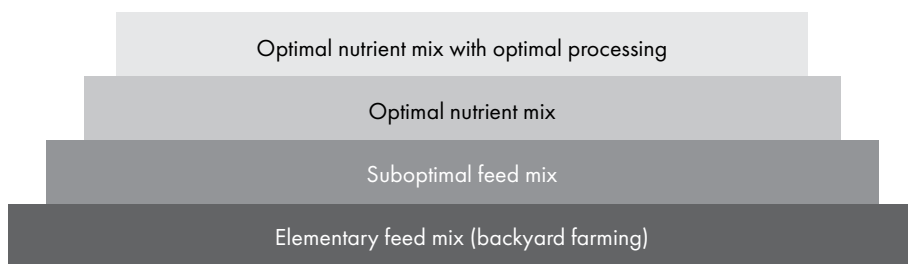 Optimal nutrient mix with optimal processing
Optimal nutrient mix
Suboptimal feed mix
Elementary feed mix (backyard farming)